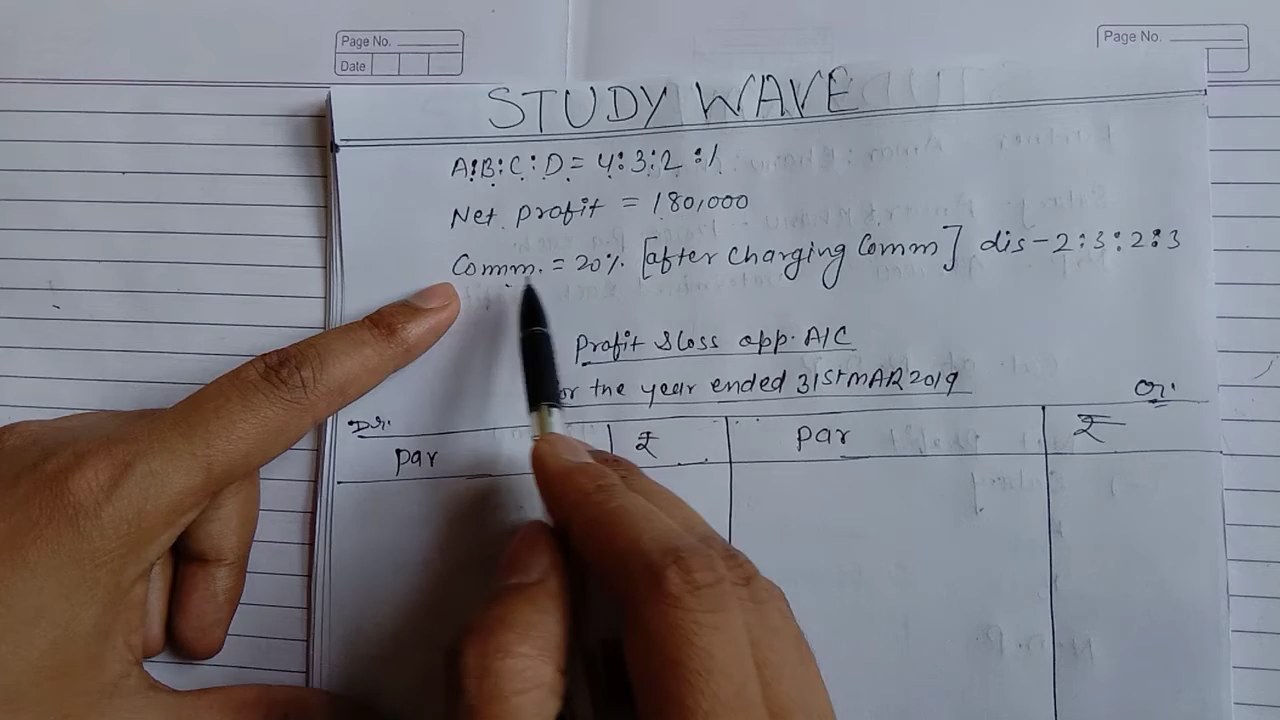 Page No.
Date
Page No.
STUDY WAVE
A:B:C:D = 4:3:2:1
Net profit = 180,000
Comm. = 20% [after charging Comm] dis-2:3:2:3
Profit & Loss app. A/C
or the year ended 31st MAR 2019
Dr. Cr.
par ₹ par ₹